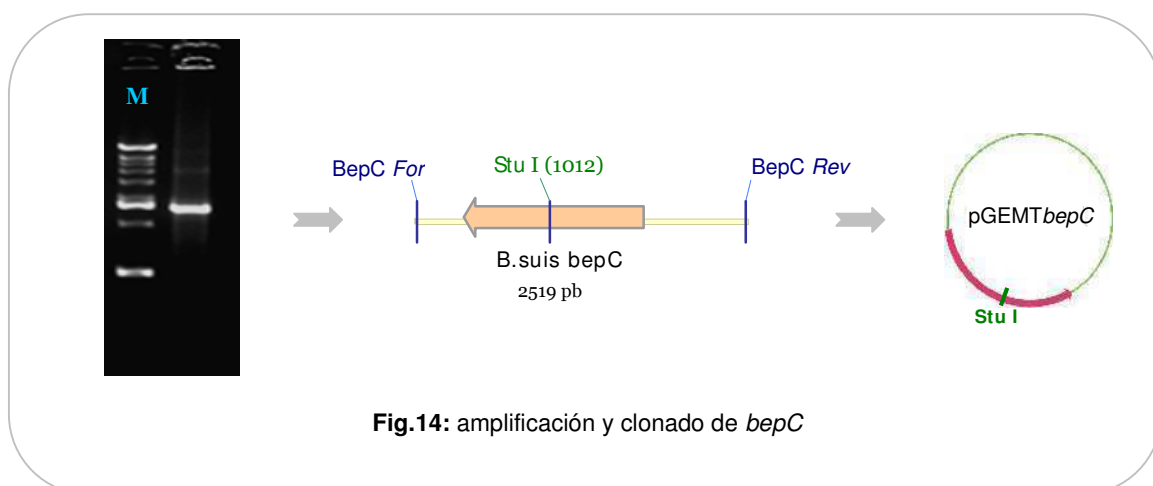 M
BepC For
Stu I (1012)
BepC Rev
B.suis bepC
2519 pb
pGEMTbepC
Stu I
Fig.14: amplificación y clonado de bepC